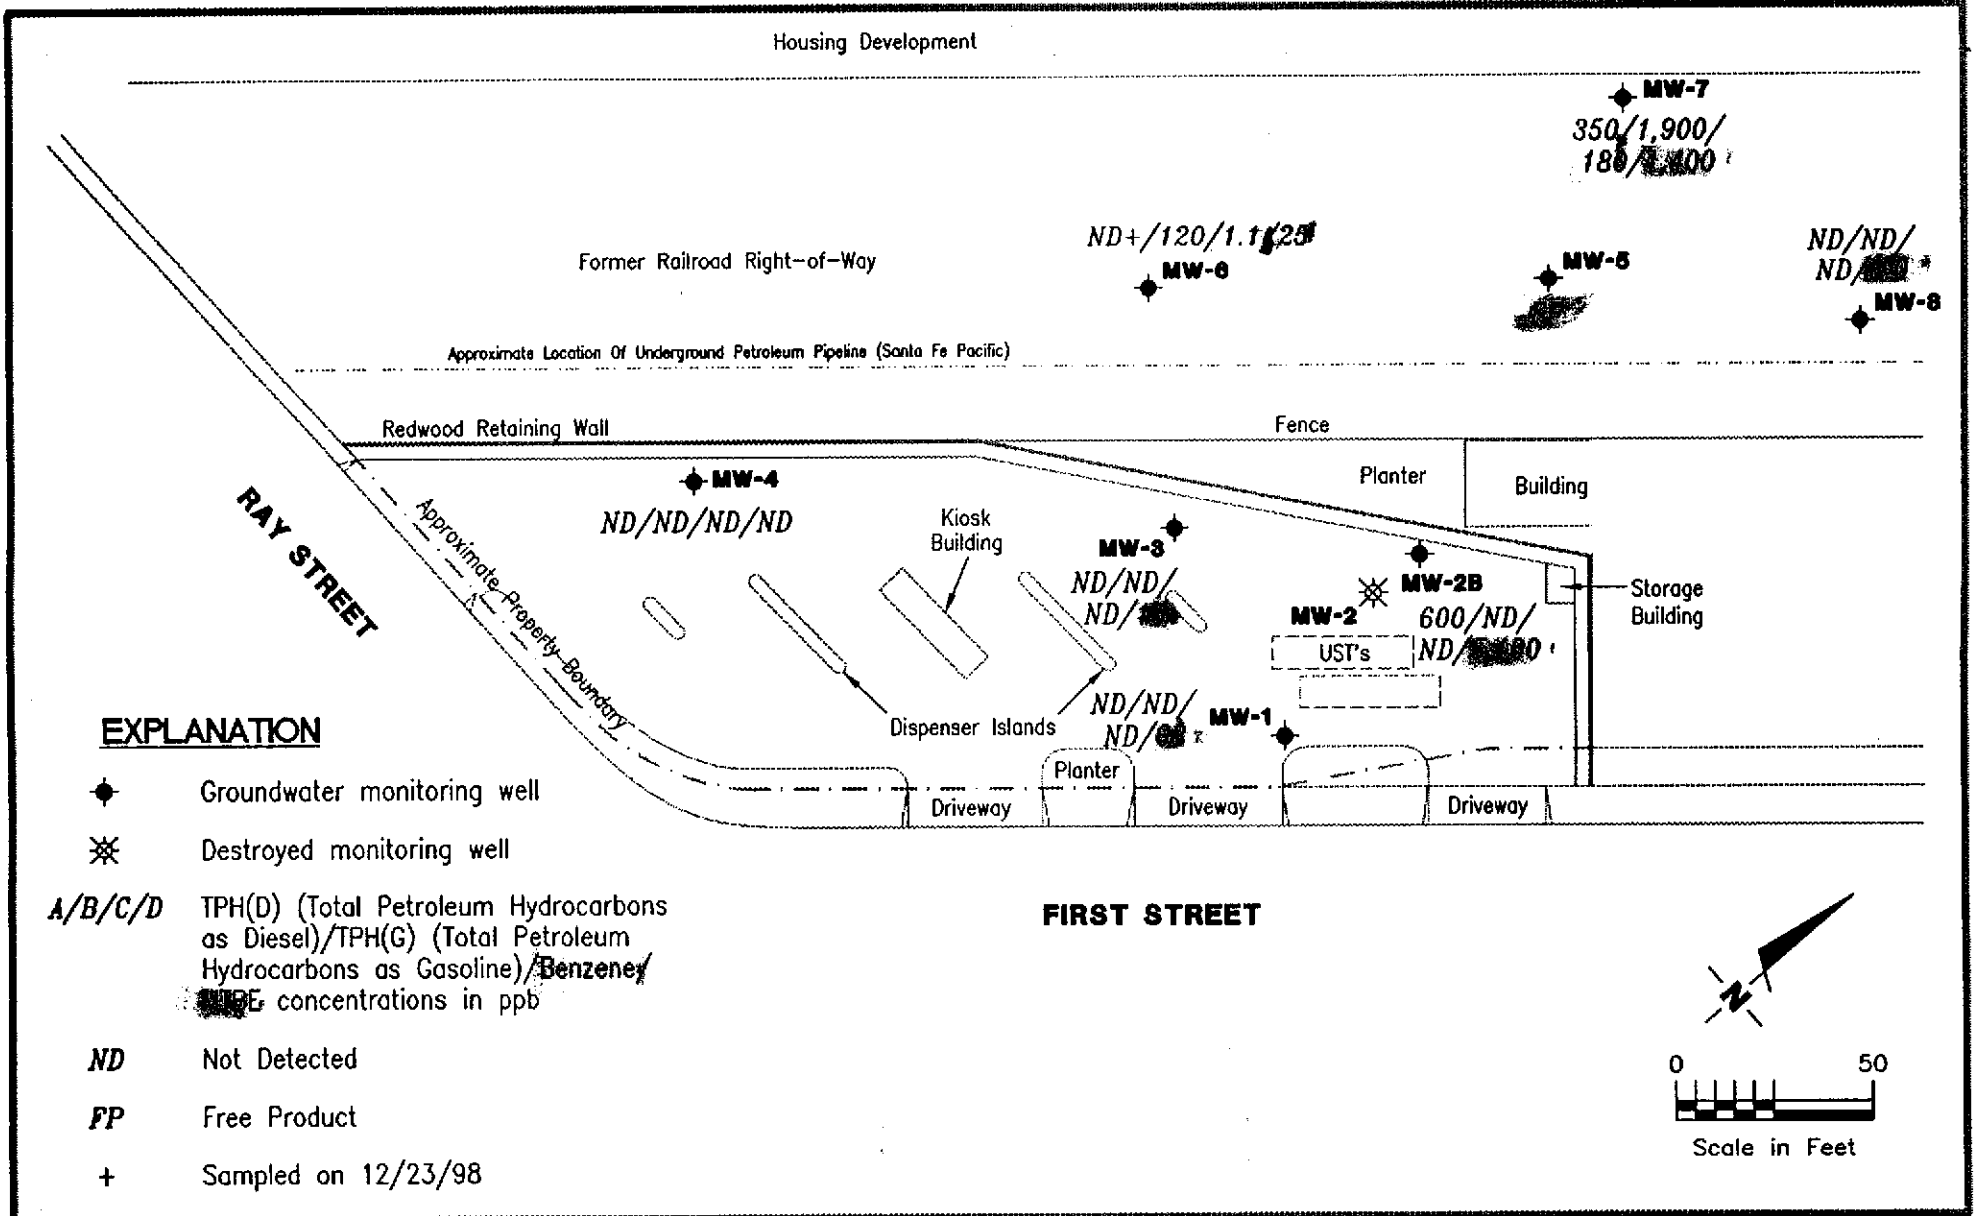 Housing Development
MW-7
350/1,900/
180/
ND+/120/1.1/25
MW-6
Former Railroad Right-of-Way
MW-5
ND/ND/
ND/
MW-8
Approximate Location Of Underground Petroleum Pipeline (Santa Fe Pacific)
Redwood Retaining Wall
Fence
Planter
Building
MW-4
ND/ND/ND/ND
Kiosk
Building
MW-3
ND/ND/
ND/
MW-2B
MW-2
600/ND/
ND/
UST's
Storage
Building
RAY STREET
Approximate Property Boundary
Dispenser Islands
ND/ND/
ND/
MW-1
Planter
Driveway
Driveway
Driveway
FIRST STREET
EXPLANATION
Groundwater monitoring well
Destroyed monitoring well
A/B/C/D TPH(D) (Total Petroleum Hydrocarbons
as Diesel)/TPH(G) (Total Petroleum
Hydrocarbons as Gasoline)/Benzene/
concentrations in ppb
ND Not Detected
FP Free Product
+ Sampled on 12/23/98
N
0 50
Scale in Feet